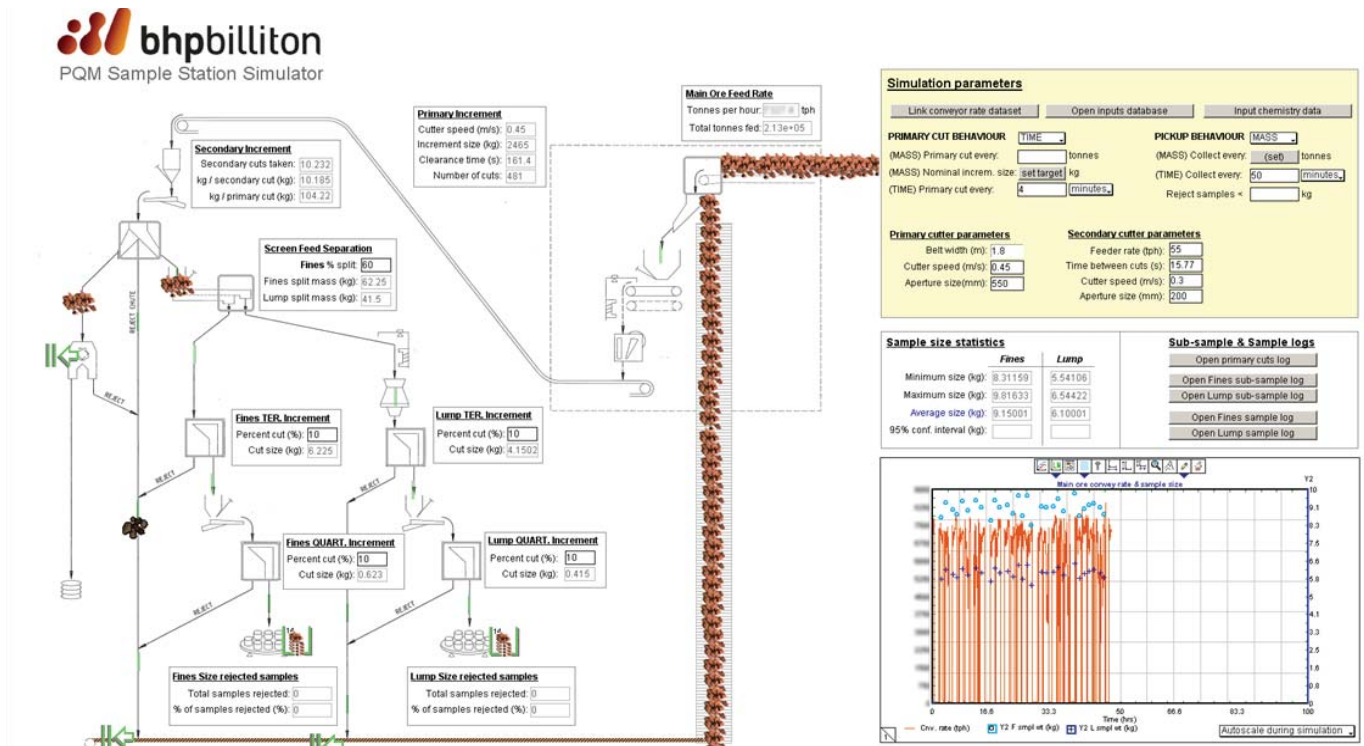 bhpbilliton
PQM Sample Station Simulator
Secondary Increment
Secondary cuts taken: 10.232
kg / secondary cut (kg): 10.185
kg / primary cut (kg): 104.22
Primary Increment
Cutter speed (m/s): 0.45
Increment size (kg): 2465
Clearance time (s): 161.4
Number of cuts: 481
Main Ore Feed Rate
Tonnes per hour: tph
Total tonnes fed: 2.13e+05
Screen Feed Separation
Fines % split: 60
Fines split mass (kg): 62.25
Lump split mass (kg): 41.5
REJECT CHUTE
REJECT
Fines TER. Increment
Percent cut (%): 10
Cut size (kg): 6.225
Lump TER. Increment
Percent cut (%): 10
Cut size (kg): 4.1502
REJECT
REJECT
Fines QUART. Increment
Percent cut (%): 10
Cut size (kg): 0.623
Lump QUART. Increment
Percent cut (%): 10
Cut size (kg): 0.415
REJECT
REJECT
Fines Size rejected samples
Total samples rejected: 0
% of samples rejected (%): 0
Lump Size rejected samples
Total samples rejected: 0
% of samples rejected (%): 0
Simulation parameters
Link conveyor rate dataset
Open inputs database
Input chemistry data
PRIMARY CUT BEHAVIOUR TIME
(MASS) Primary cut every: tonnes
(MASS) Nominal increm. size: set target kg
(TIME) Primary cut every: 4 minutes
PICKUP BEHAVIOUR MASS
(MASS) Collect every: (set) tonnes
(TIME) Collect every: 50 minutes
Reject samples < kg
Primary cutter parameters
Belt width (m): 1.8
Cutter speed (m/s): 0.45
Aperture size(mm): 550
Secondary cutter parameters
Feeder rate (tph): 55
Time between cuts (s): 15.77
Cutter speed (m/s): 0.3
Aperture size (mm): 200
Sample size statistics
Fines Lump
Minimum size (kg): 8.31159 5.54106
Maximum size (kg): 9.81633 6.54422
Average size (kg): 9.15001 6.10001
95% conf. interval (kg):
Sub-sample & Sample logs
Open primary cuts log
Open Fines sub-sample log
Open Lump sub-sample log
Open Fines sample log
Open Lump sample log
Main ore convey rate & sample size
Y2
10
9.1
8.3
7.5
6.6
5.8
5
4.1
3.3
2.5
1.6
0.8
0
0 16.6 33.3 50 66.6 83.3 100
Time (hrs)
Cnv. rate (tph) Y2 F smpl wt (kg) Y2 L smpl wt (kg)
Autoscale during simulation